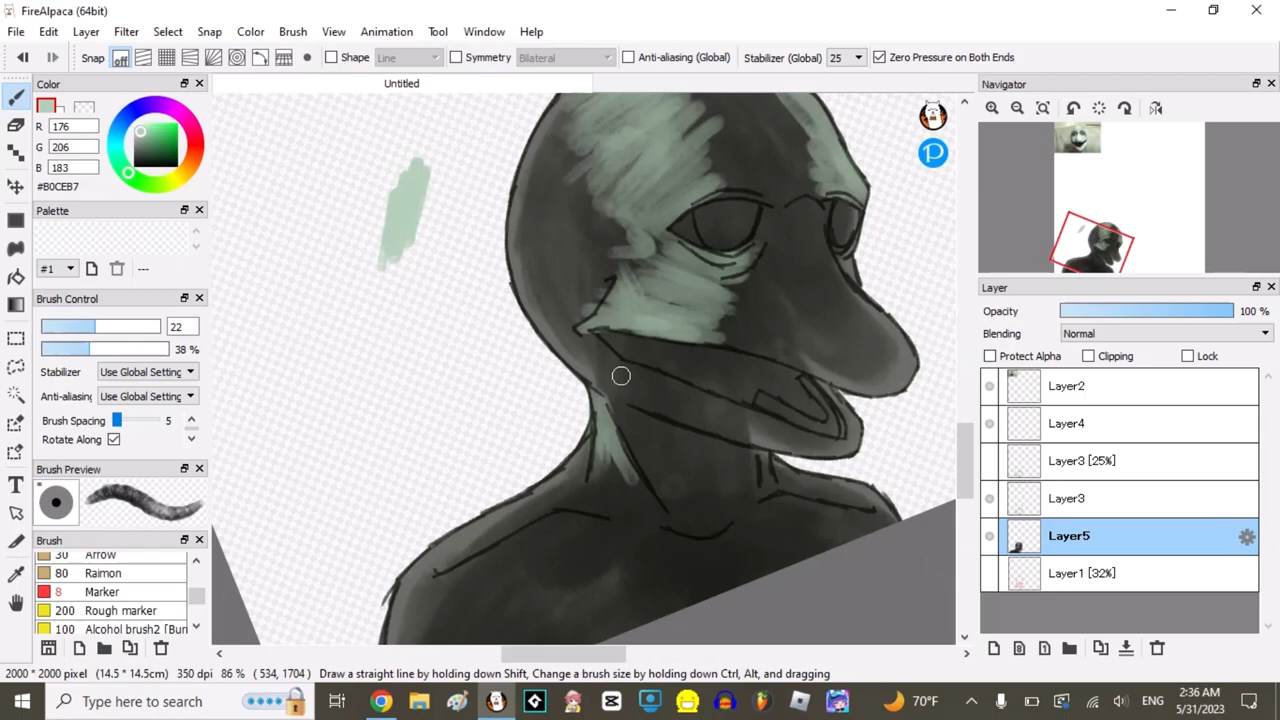 FireAlpaca (64bit)
File Edit Layer Filter Select Snap Color Brush View Animation Tool Window Help
Snap off Shape Line Symmetry Bilateral Anti-aliasing (Global) Stabilizer (Global) 25 Zero Pressure on Both Ends
Color
R 176
G 206
B 183
#B0CEB7
Palette
#1 ---
Brush Control
22
38 %
Stabilizer Use Global Setting
Anti-aliasing Use Global Setting
Brush Spacing 5
Rotate Along
Brush Preview
Brush
30 Arrow
80 Raimon
8 Marker
200 Rough marker
100 Alcohol brush2 [Bur
Untitled
P
Navigator
Layer
Opacity 100 %
Blending Normal
Protect Alpha Clipping Lock
Layer2
Layer4
Layer3 [25%]
Layer3
Layer5
Layer1 [32%]
2000 * 2000 pixel (14.5 * 14.5cm) 350 dpi 86 % ( 534, 1704 ) Draw a straight line by holding down Shift, Change a brush size by holding down Ctrl, Alt, and dragging
Type here to search
70°F
ENG
2:36 AM
5/31/2023